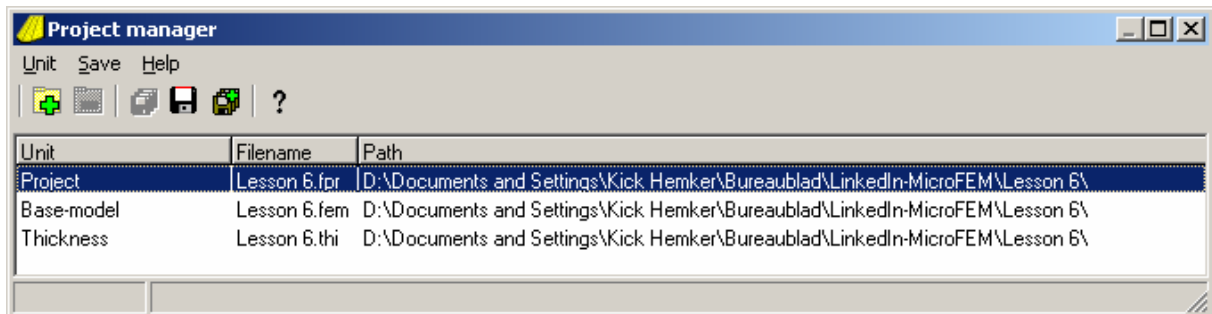 Project manager
Unit Save Help
?
Unit Filename Path
Project Lesson 6.fpr D:\Documents and Settings\Kick Hemker\Bureaublad\LinkedIn-MicroFEM\Lesson 6\
Base-model Lesson 6.fem D:\Documents and Settings\Kick Hemker\Bureaublad\LinkedIn-MicroFEM\Lesson 6\
Thickness Lesson 6.thi D:\Documents and Settings\Kick Hemker\Bureaublad\LinkedIn-MicroFEM\Lesson 6\